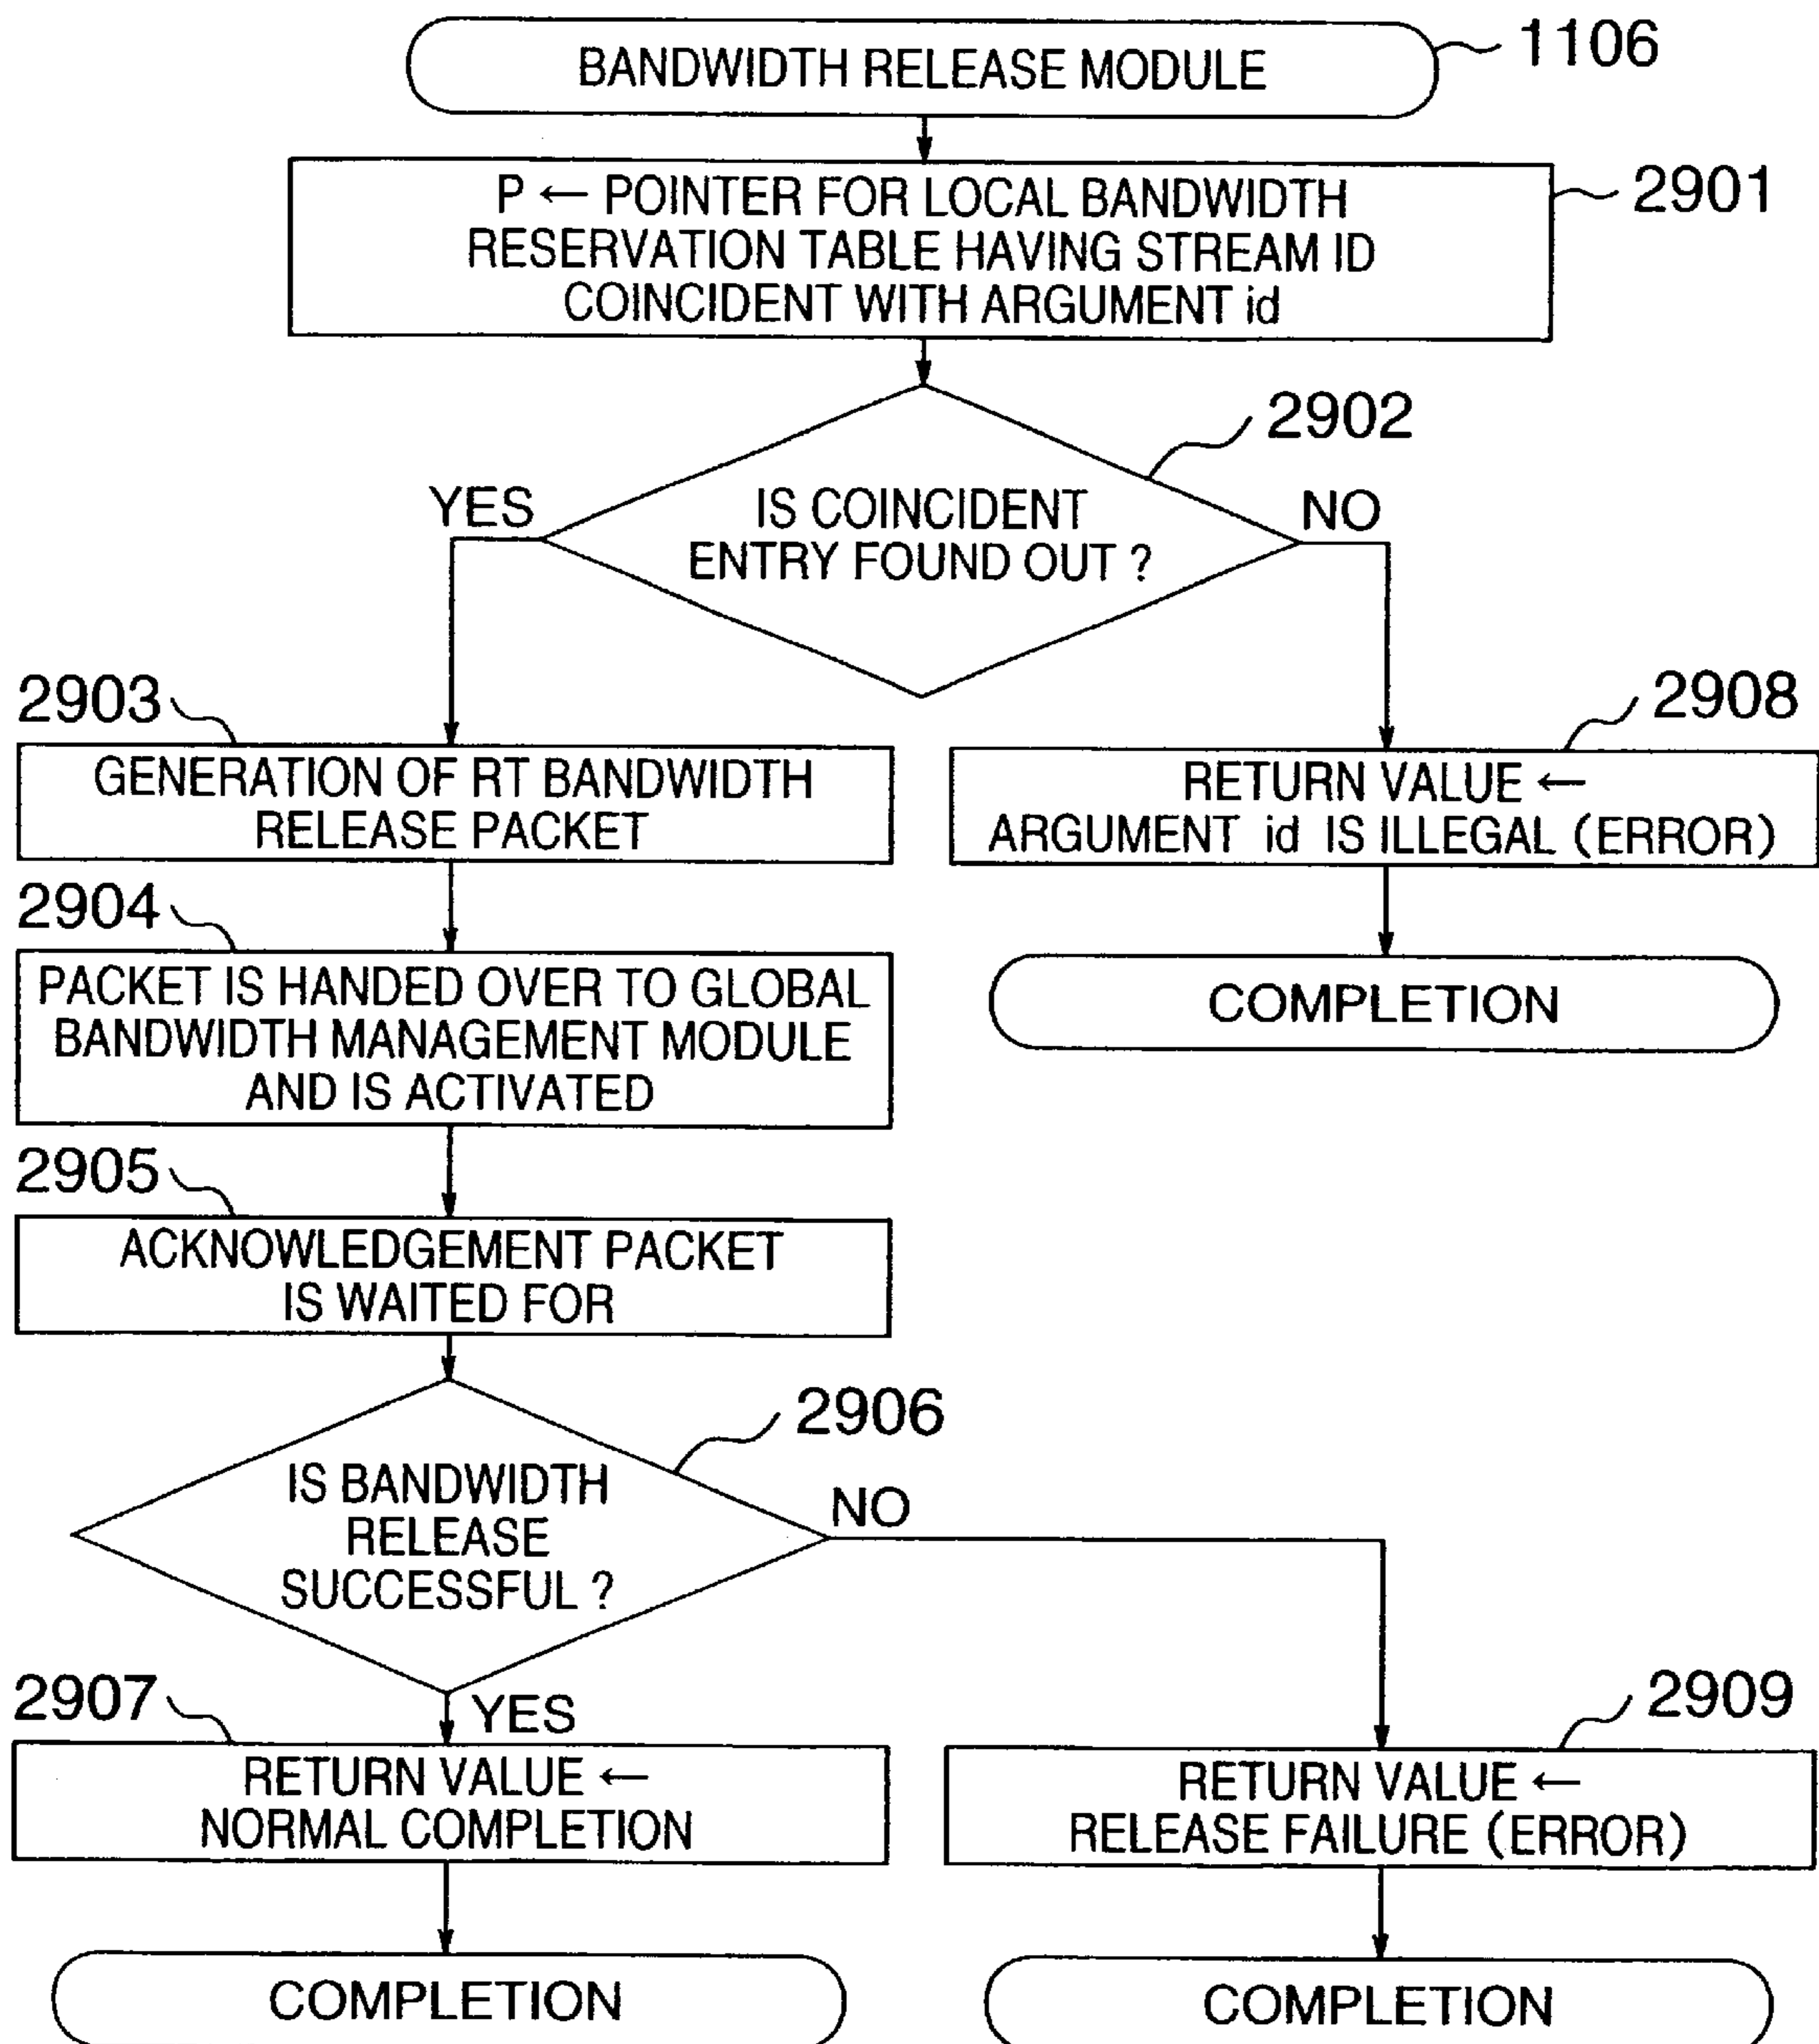 BANDWIDTH RELEASE MODULE
1106
P ← POINTER FOR LOCAL BANDWIDTH
RESERVATION TABLE HAVING STREAM ID
COINCIDENT WITH ARGUMENT id
2901
2902
IS COINCIDENT
ENTRY FOUND OUT ?
YES
NO
2903
GENERATION OF RT BANDWIDTH
RELEASE PACKET
2908
RETURN VALUE ←
ARGUMENT id IS ILLEGAL (ERROR)
COMPLETION
2904
PACKET IS HANDED OVER TO GLOBAL
BANDWIDTH MANAGEMENT MODULE
AND IS ACTIVATED
2905
ACKNOWLEDGEMENT PACKET
IS WAITED FOR
2906
IS BANDWIDTH
RELEASE
SUCCESSFUL ?
NO
YES
2907
RETURN VALUE ←
NORMAL COMPLETION
COMPLETION
2909
RETURN VALUE ←
RELEASE FAILURE (ERROR)
COMPLETION